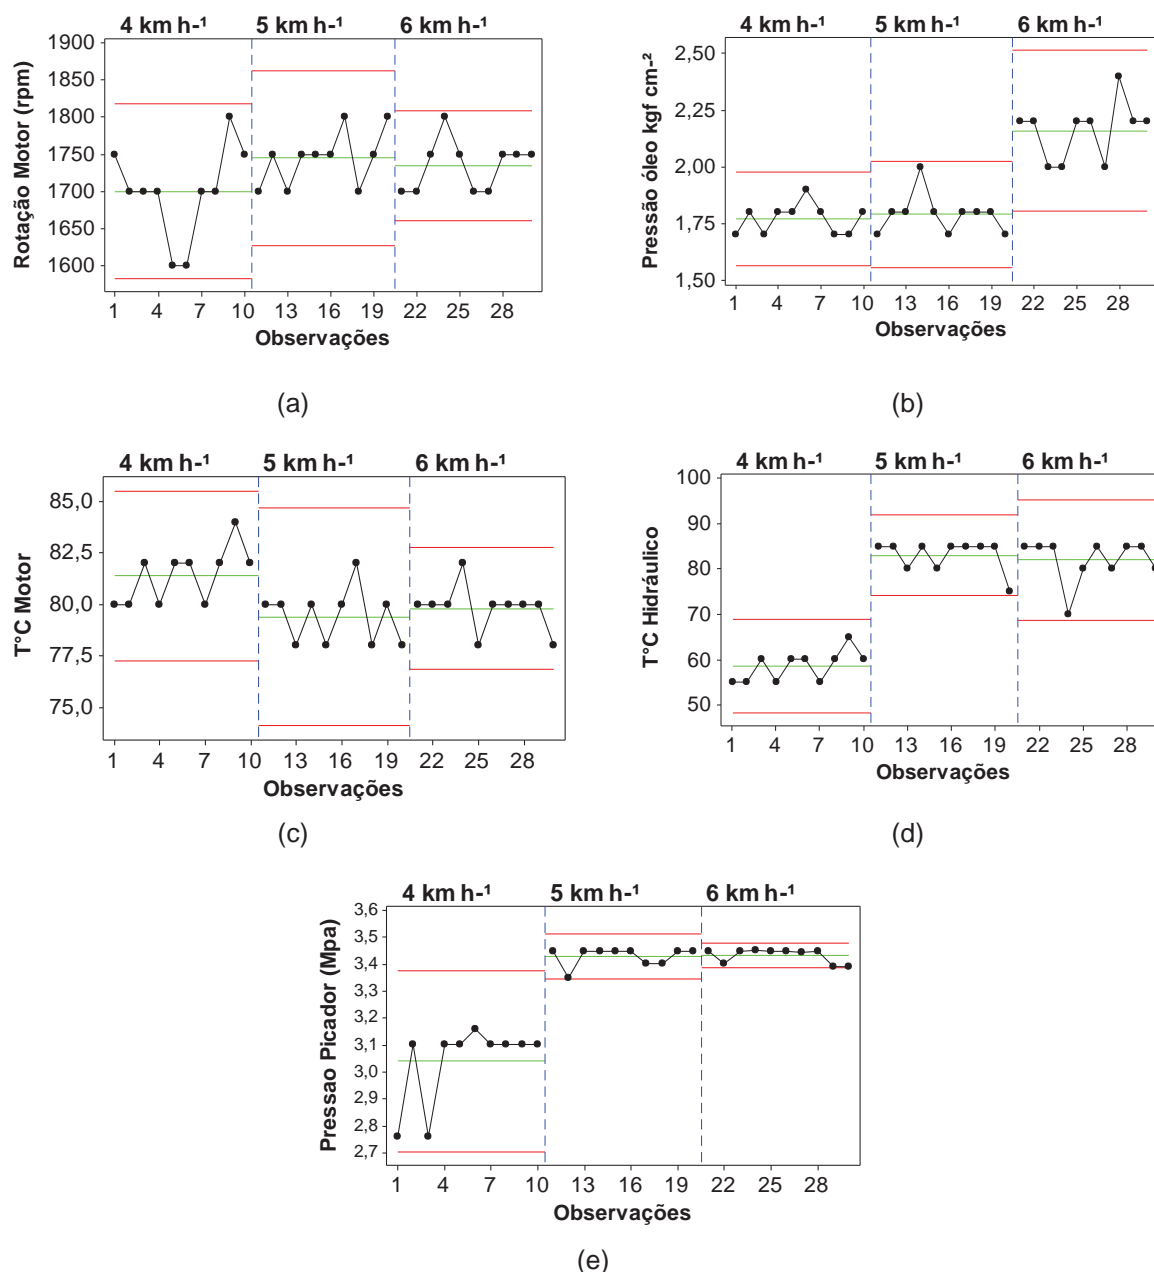 4 km h-¹ 5 km h-¹ 6 km h-¹
1900
1850
1800
1750
1700
1650
1600
Rotação Motor (rpm)
1 4 7 10 13 16 19 22 25 28
Observações
(a)
4 km h-¹ 5 km h-¹ 6 km h-¹
2,50
2,25
2,00
1,75
1,50
Pressão óleo kgf cm-²
1 4 7 10 13 16 19 22 25 28
Observações
(b)
4 km h-¹ 5 km h-¹ 6 km h-¹
85,0
82,5
80,0
77,5
75,0
T°C Motor
1 4 7 10 13 16 19 22 25 28
Observações
(c)
4 km h-¹ 5 km h-¹ 6 km h-¹
100
90
80
70
60
50
T°C Hidráulico
1 4 7 10 13 16 19 22 25 28
Observações
(d)
4 km h-¹ 5 km h-¹ 6 km h-¹
3,6
3,5
3,4
3,3
3,2
3,1
3,0
2,9
2,8
2,7
Pressao Picador (Mpa)
1 4 7 10 13 16 19 22 25 28
Observações
(e)